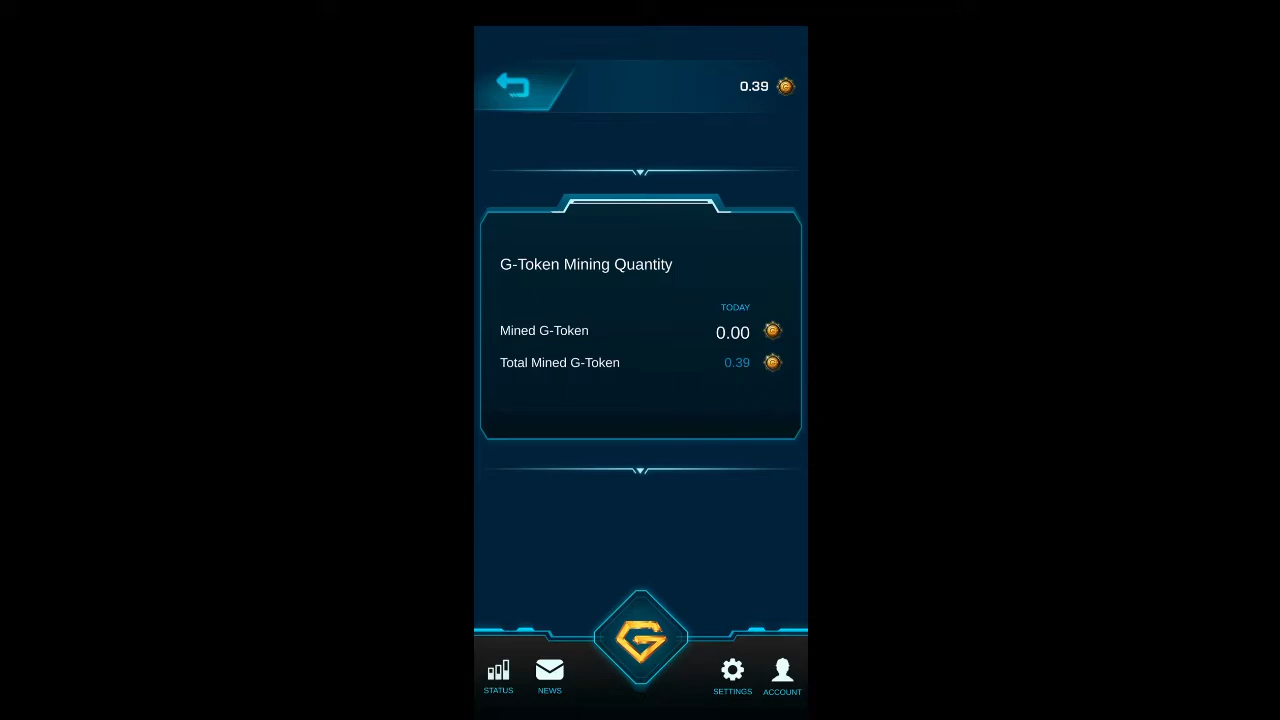 0.39
G-Token Mining Quantity
TODAY
Mined G-Token 0.00
Total Mined G-Token 0.39
STATUS NEWS SETTINGS ACCOUNT